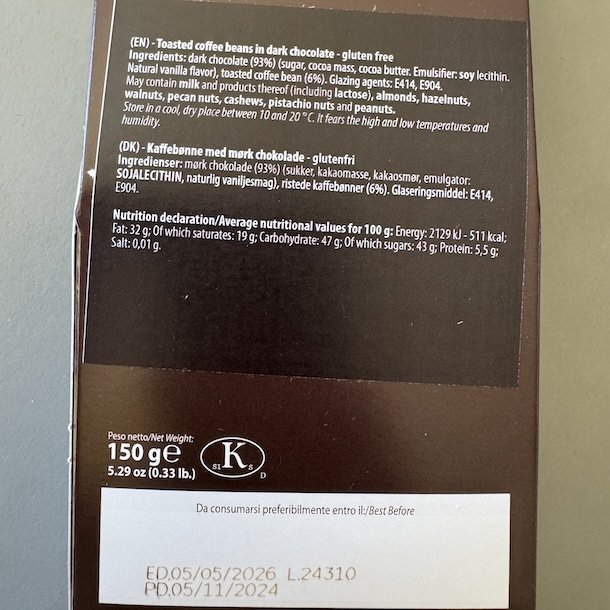 (EN) - Toasted coffee beans in dark chocolate - gluten free
Ingredients: dark chocolate (93%) (sugar, cocoa mass, cocoa butter. Emulsifier: soy lecithin.
Natural vanilla flavor), toasted coffee bean (6%). Glazing agents: E414, E904.
May contain milk and products thereof (including lactose), almonds, hazelnuts,
walnuts, pecan nuts, cashews, pistachio nuts and peanuts.
Store in a cool, dry place between 10 and 20 °C. It fears the high and low temperatures and
humidity.
(DK) - Kaffebønne med mørk chokolade - glutenfri
Ingredienser: mørk chokolade (93%) (sukker, kakaomasse, kakaosmør, emulgator:
SOJALECITHIN, naturlig vaniljesmag), ristede kaffebønner (6%). Glaseringsmiddel: E414,
E904.
Nutrition declaration/Average nutritional values for 100 g: Energy: 2129 kJ - 511 kcal;
Fat: 32 g; Of which saturates: 19 g; Carbohydrate: 47 g; Of which sugars: 43 g; Protein: 5,5 g;
Salt: 0,01 g.
Peso netto/Net Weight:
150 g e
5.29 oz (0.33 lb.)
SI K S
D
Da consumarsi preferibilmente entro il:/Best Before
ED.05/05/2026 L.24310
PD.05/11/2024